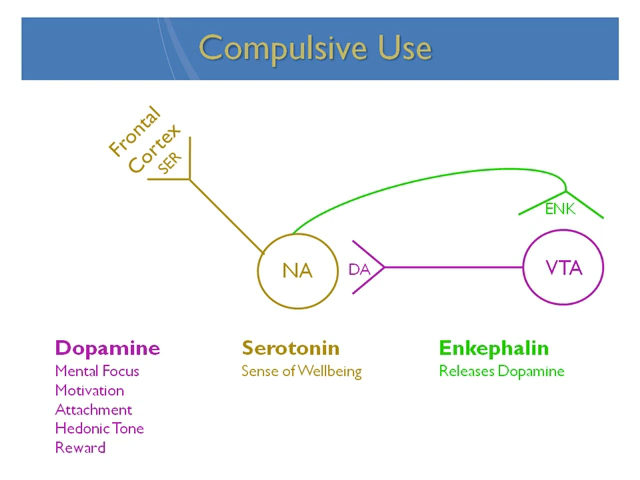 Compulsive Use
Frontal
Cortex
SER
ENK
NA
DA
VTA
Dopamine
Mental Focus
Motivation
Attachment
Hedonic Tone
Reward
Serotonin
Sense of Wellbeing
Enkephalin
Releases Dopamine